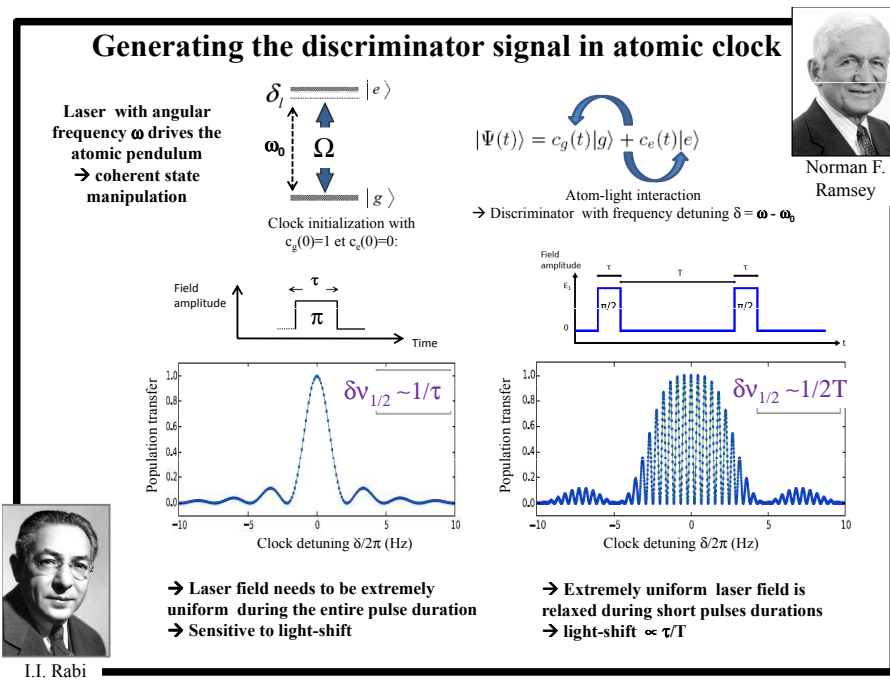 Generating the discriminator signal in atomic clock
Laser with angular
frequency ω drives the
atomic pendulum
→ coherent state
manipulation
δₗ
|e⟩
ω₀
Ω
|g⟩
Clock initialization with
c_g(0)=1 et c_e(0)=0:
|Ψ(t)⟩ = c_g(t)|g⟩ + c_e(t)|e⟩
Atom-light interaction
→ Discriminator with frequency detuning δ = ω - ω₀
Norman F.
Ramsey
Field
amplitude
τ
π
Time
Field
amplitude
τ
T
τ
E₁
π/2
π/2
0
t
Population transfer
1.0
0.8
0.6
0.4
0.2
0.0
−10
−5
0
5
10
Clock detuning δ/2π (Hz)
δν₁/₂ ~1/τ
Population transfer
1.0
0.8
0.6
0.4
0.2
0.0
−10
−5
0
5
10
Clock detuning δ/2π (Hz)
δν₁/₂ ~1/2T
→ Laser field needs to be extremely
uniform during the entire pulse duration
→ Sensitive to light-shift
→ Extremely uniform laser field is
relaxed during short pulses durations
→ light-shift ∝ τ/T
I.I. Rabi